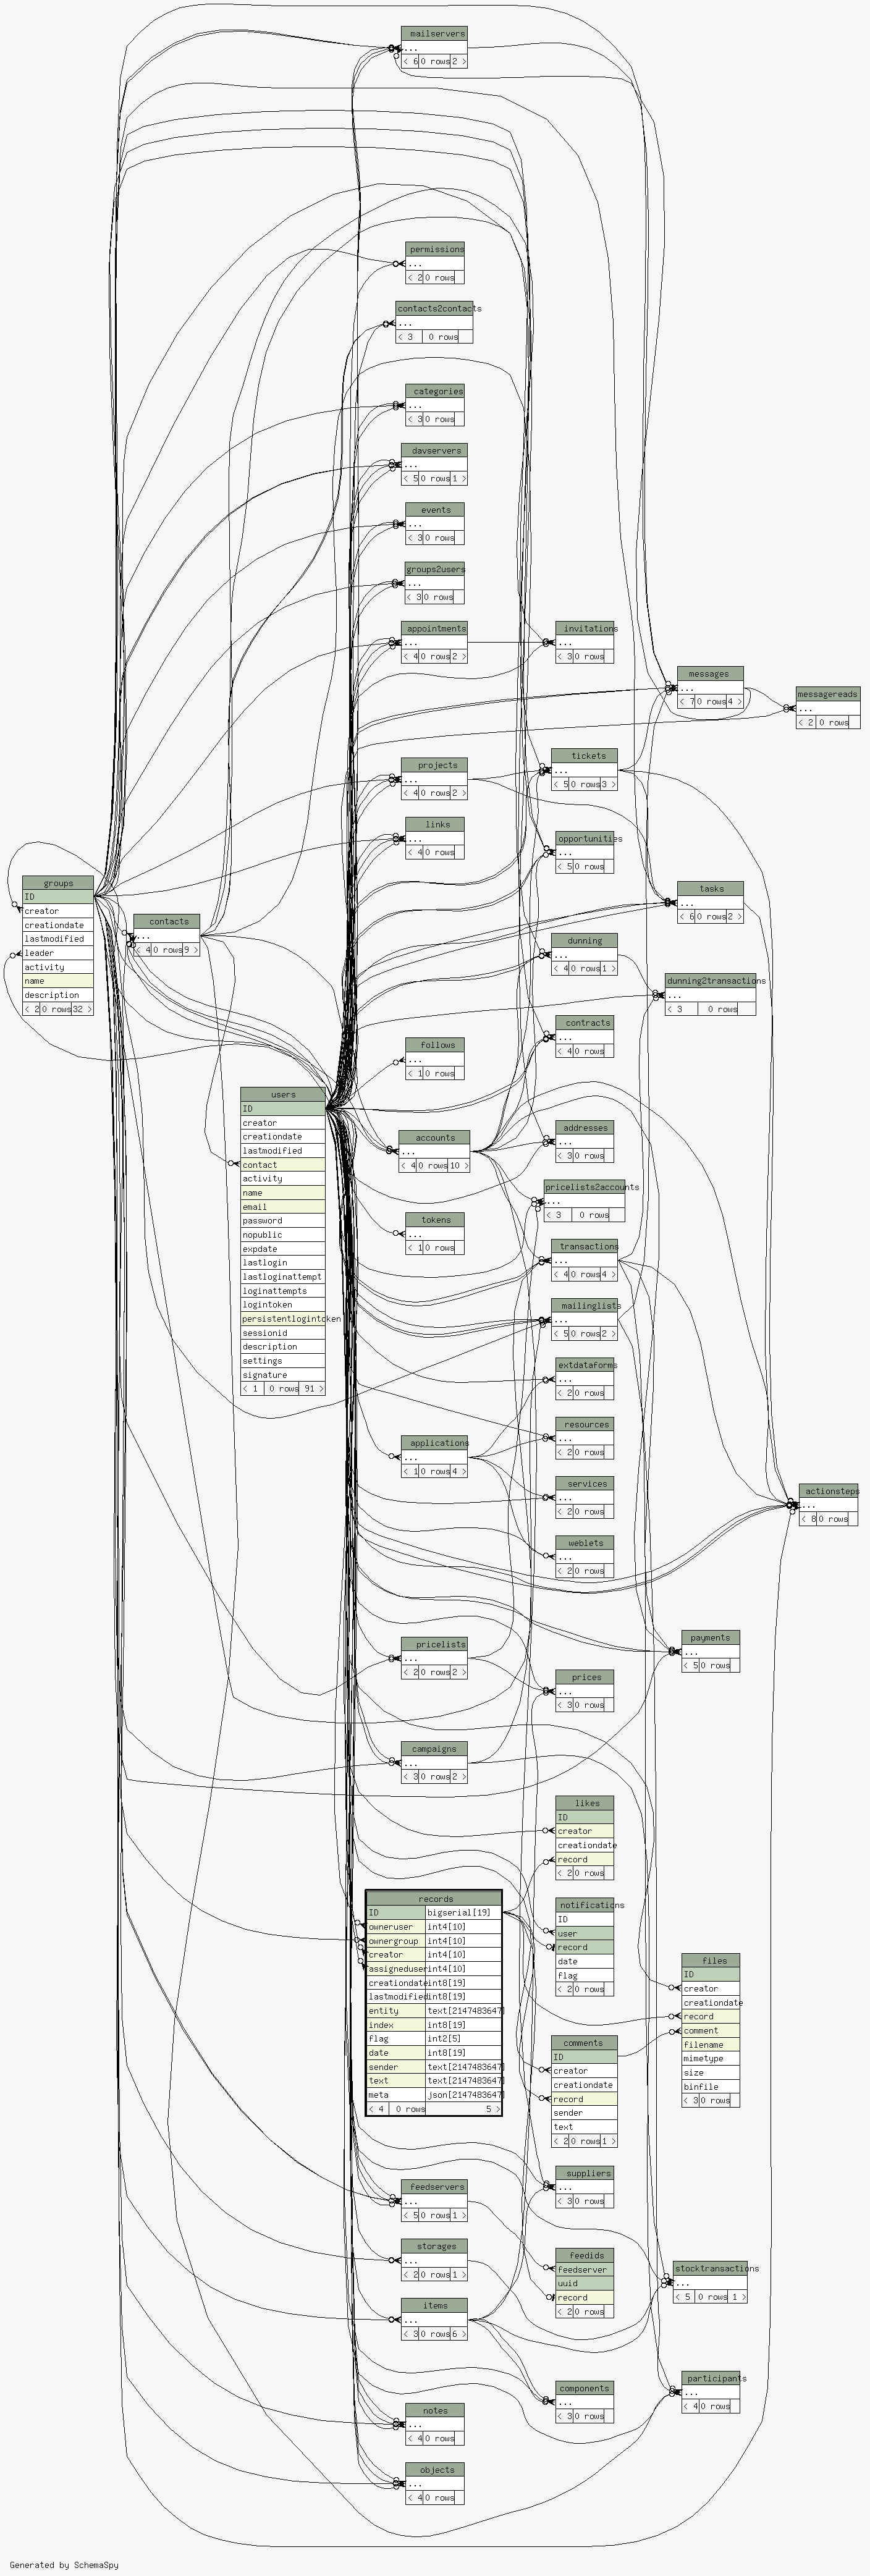 mailservers
...
< 6 0 rows 2 >
permissions
...
< 2 0 rows
contacts2contacts
...
< 3 0 rows
categories
...
< 3 0 rows
davservers
...
< 5 0 rows 1 >
events
...
< 3 0 rows
groups2users
...
< 3 0 rows
appointments
...
< 4 0 rows 2 >
invitations
...
< 3 0 rows
messages
...
< 7 0 rows 4 >
messagereads
...
< 2 0 rows
projects
...
< 4 0 rows 2 >
tickets
...
< 5 0 rows 3 >
links
...
< 4 0 rows
opportunities
...
< 5 0 rows
groups
ID
creator
creationdate
lastmodified
leader
activity
name
description
< 2 0 rows 32 >
contacts
...
< 4 0 rows 9 >
tasks
...
< 6 0 rows 2 >
dunning
...
< 4 0 rows 1 >
dunning2transactions
...
< 3 0 rows
contracts
...
< 4 0 rows
follows
...
< 1 0 rows
users
ID
creator
creationdate
lastmodified
contact
activity
name
email
password
nopublic
expdate
lastlogin
lastloginattempt
loginattempts
logintoken
persistentlogintoken
sessionid
description
settings
signature
< 1 0 rows 91 >
accounts
...
< 4 0 rows 10 >
addresses
...
< 3 0 rows
pricelists2accounts
...
< 3 0 rows
tokens
...
< 1 0 rows
transactions
...
< 4 0 rows 4 >
mailinglists
...
< 5 0 rows 2 >
extdataforms
...
< 2 0 rows
resources
...
< 2 0 rows
applications
...
< 1 0 rows 4 >
services
...
< 2 0 rows
actionsteps
...
< 8 0 rows
weblets
...
< 2 0 rows
pricelists
...
< 2 0 rows 2 >
payments
...
< 5 0 rows
prices
...
< 3 0 rows
campaigns
...
< 3 0 rows 2 >
likes
ID
creator
creationdate
record
< 2 0 rows
records
ID bigserial[19]
owneruser int4[10]
ownergroup int4[10]
creator int4[10]
assigneduser int4[10]
creationdate int8[19]
lastmodified int8[19]
entity text[2147483647]
index int8[19]
flag int2[5]
date int8[19]
sender text[2147483647]
text text[2147483647]
meta json[2147483647]
< 4 0 rows 5 >
notifications
ID
user
record
date
flag
< 2 0 rows
files
ID
creator
creationdate
record
comment
filename
mimetype
size
binfile
< 3 0 rows
comments
ID
creator
creationdate
record
sender
text
< 2 0 rows 1 >
suppliers
...
< 3 0 rows
feedservers
...
< 5 0 rows 1 >
storages
...
< 2 0 rows 1 >
feedids
feedserver
uuid
record
< 2 0 rows
stocktransactions
...
< 5 0 rows 1 >
items
...
< 3 0 rows 6 >
participants
...
< 4 0 rows
components
...
< 3 0 rows
notes
...
< 4 0 rows
objects
...
< 4 0 rows
Generated by SchemaSpy